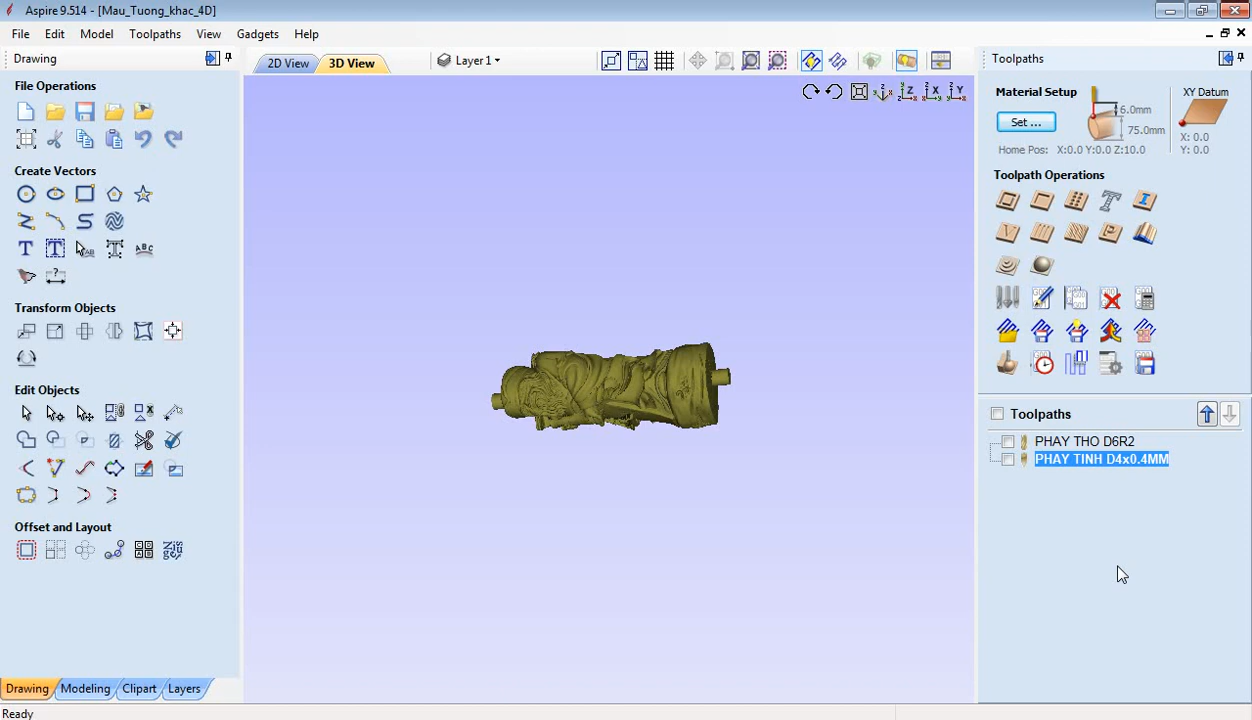 Aspire 9.514 - [Mau_Tuong_khac_4D]
File Edit Model Toolpaths View Gadgets Help
Drawing
2D View 3D View
Layer 1
Toolpaths
File Operations
Create Vectors
Transform Objects
Edit Objects
Offset and Layout
Drawing Modeling Clipart Layers
Ready
Z X Y
Material Setup
Set ...
6.0mm
75.0mm
XY Datum
X: 0.0
Y: 0.0
Home Pos: X:0.0 Y:0.0 Z:10.0
Toolpath Operations
Toolpaths
PHAY THO D6R2
PHAY TINH D4x0.4MM